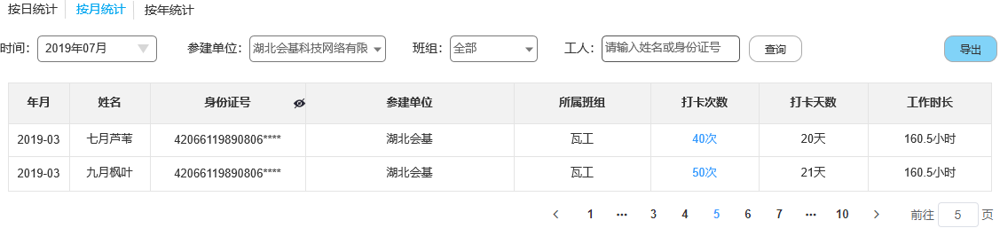 按日统计 按月统计 按年统计
时间： 2019年07月 参建单位： 湖北会基科技网络有限 班组： 全部 工人： 请输入姓名或身份证号 查询 导出
年月 姓名 身份证号 参建单位 所属班组 打卡次数 打卡天数 工作时长
2019-03 七月芦苇 42066119890806**** 湖北会基 瓦工 40次 20天 160.5小时
2019-03 九月枫叶 42066119890806**** 湖北会基 瓦工 50次 21天 160.5小时
1 ••• 3 4 5 6 7 ••• 10 前往 5 页